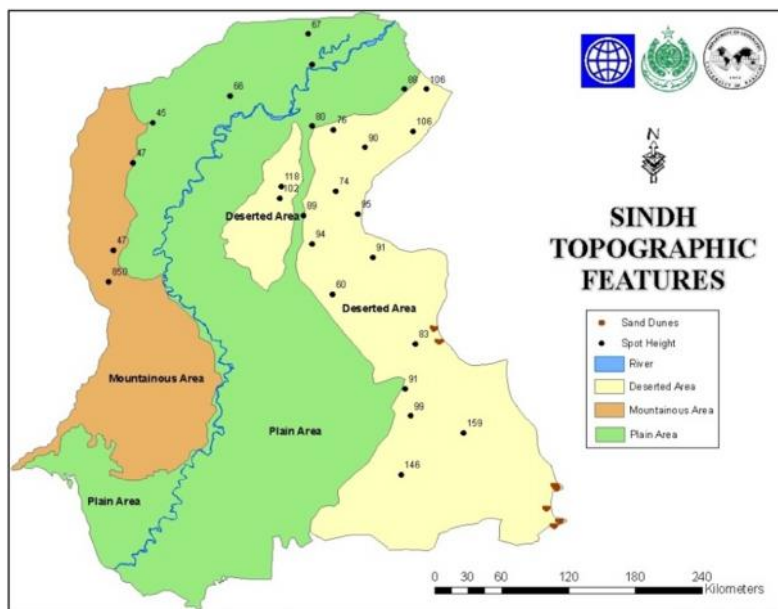 67
66
45
47
88
106
80
76
106
90
118
102
74
Deserted Area
89
95
94
91
47
850
60
Deserted Area
83
Mountainous Area
91
99
159
Plain Area
146
Plain Area
N
SINDH
TOPOGRAPHIC
FEATURES
Sand Dunes
Spot Height
River
Deserted Area
Mountainous Area
Plain Area
0 30 60 120 180 240
Kilometers